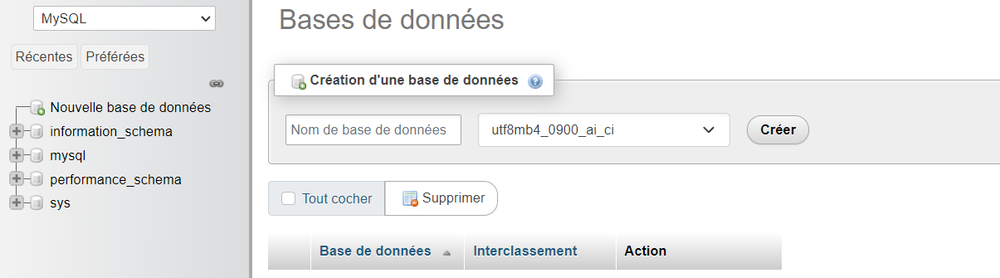 MySQL
Récentes Préférées
Nouvelle base de données
information_schema
mysql
performance_schema
sys
Bases de données
Création d'une base de données
Nom de base de données utf8mb4_0900_ai_ci Créer
Tout cocher Supprimer
Base de données Interclassement Action